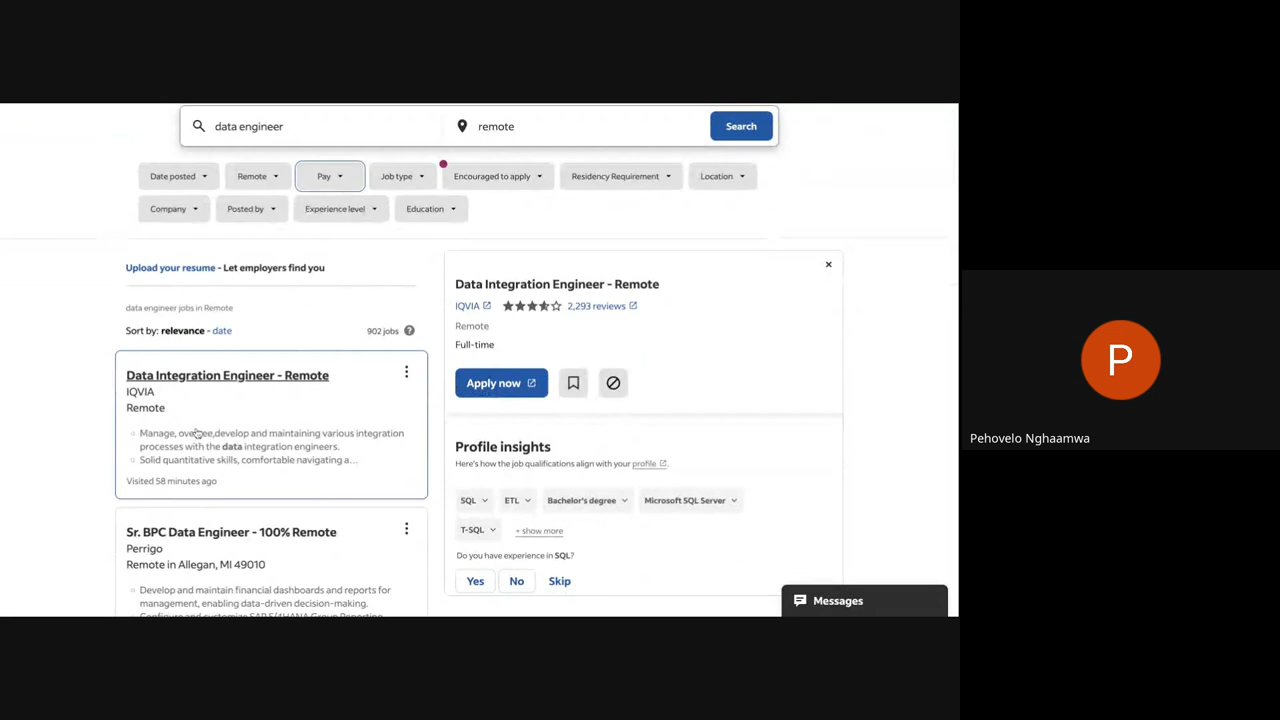 data engineer
remote
Search
Date posted
Remote
Pay
Job type
Encouraged to apply
Residency Requirement
Location
Company
Posted by
Experience level
Education
Upload your resume - Let employers find you
data engineer jobs in Remote
Sort by: relevance - date
902 jobs
?
Data Integration Engineer - Remote
IQVIA
Remote
Manage, develop and maintaining various integration
processes with the data integration engineers.
Solid quantitative skills, comfortable navigating a...
Visited 58 minutes ago
Sr. BPC Data Engineer - 100% Remote
Perrigo
Remote in Allegan, MI 49010
Develop and maintain financial dashboards and reports for
management, enabling data-driven decision-making.
Configure and customize SAP S/4HANA Group Reporting
Data Integration Engineer - Remote
IQVIA
2,293 reviews
Remote
Full-time
Apply now
Profile insights
Here's how the job qualifications align with your profile.
SQL
ETL
Bachelor's degree
Microsoft SQL Server
T-SQL
+ show more
Do you have experience in SQL?
Yes
No
Skip
Messages
P
Pehovelo Nghaamwa